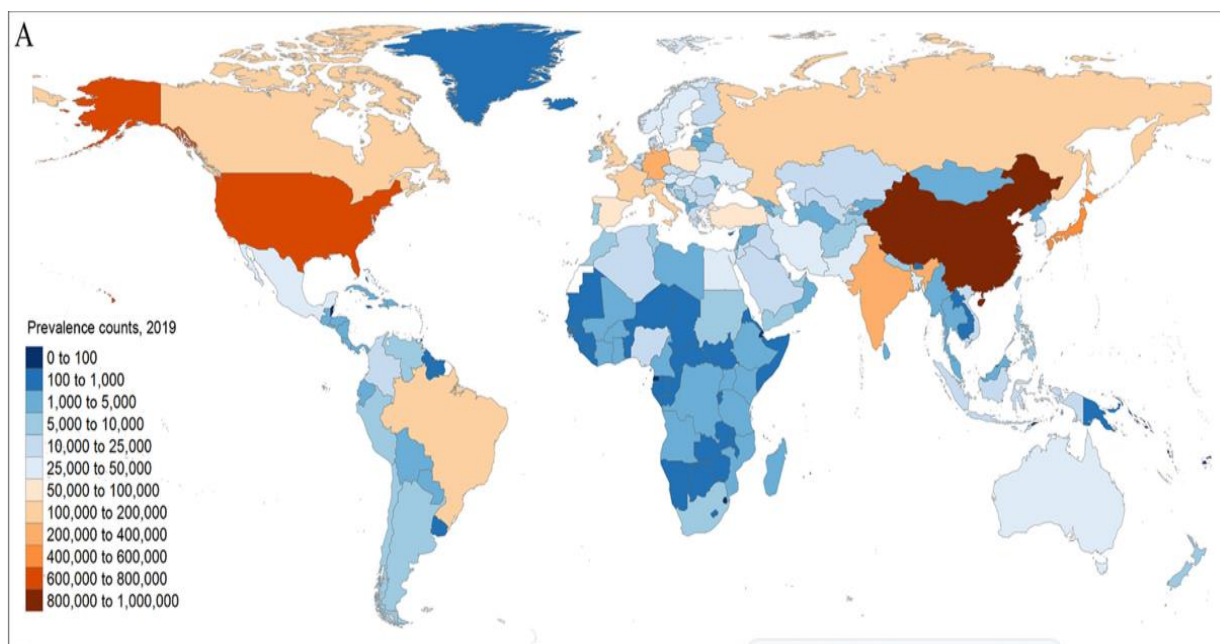 A
Prevalence counts, 2019
0 to 100
100 to 1,000
1,000 to 5,000
5,000 to 10,000
10,000 to 25,000
25,000 to 50,000
50,000 to 100,000
100,000 to 200,000
200,000 to 400,000
400,000 to 600,000
600,000 to 800,000
800,000 to 1,000,000